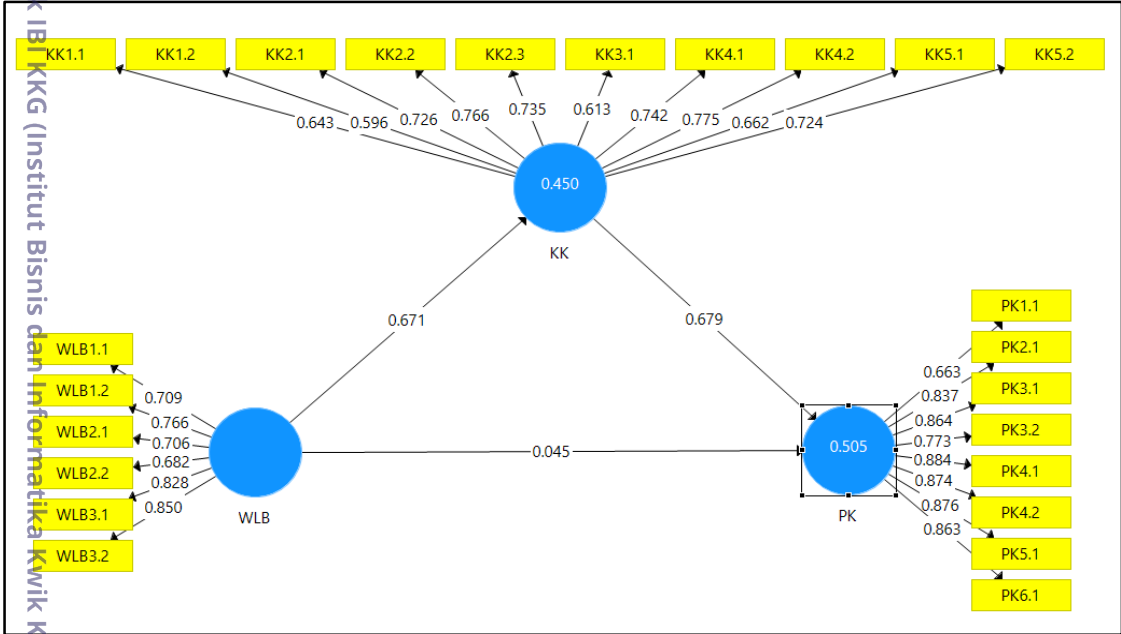 k IBI KKG (Institut Bisnis dan Informatika Kwik K
KK1.1 KK1.2 KK2.1 KK2.2 KK2.3 KK3.1 KK4.1 KK4.2 KK5.1 KK5.2
0.643 0.596 0.726 0.766 0.735 0.613 0.742 0.775 0.662 0.724
0.450
KK
0.671 0.679
WLB1.1
WLB1.2
WLB2.1
WLB2.2
WLB3.1
WLB3.2
0.709
0.766
0.706
0.682
0.828
0.850
WLB
0.045
0.505
PK
0.663
0.837
0.864
0.773
0.884
0.874
0.876
0.863
PK1.1
PK2.1
PK3.1
PK3.2
PK4.1
PK4.2
PK5.1
PK6.1